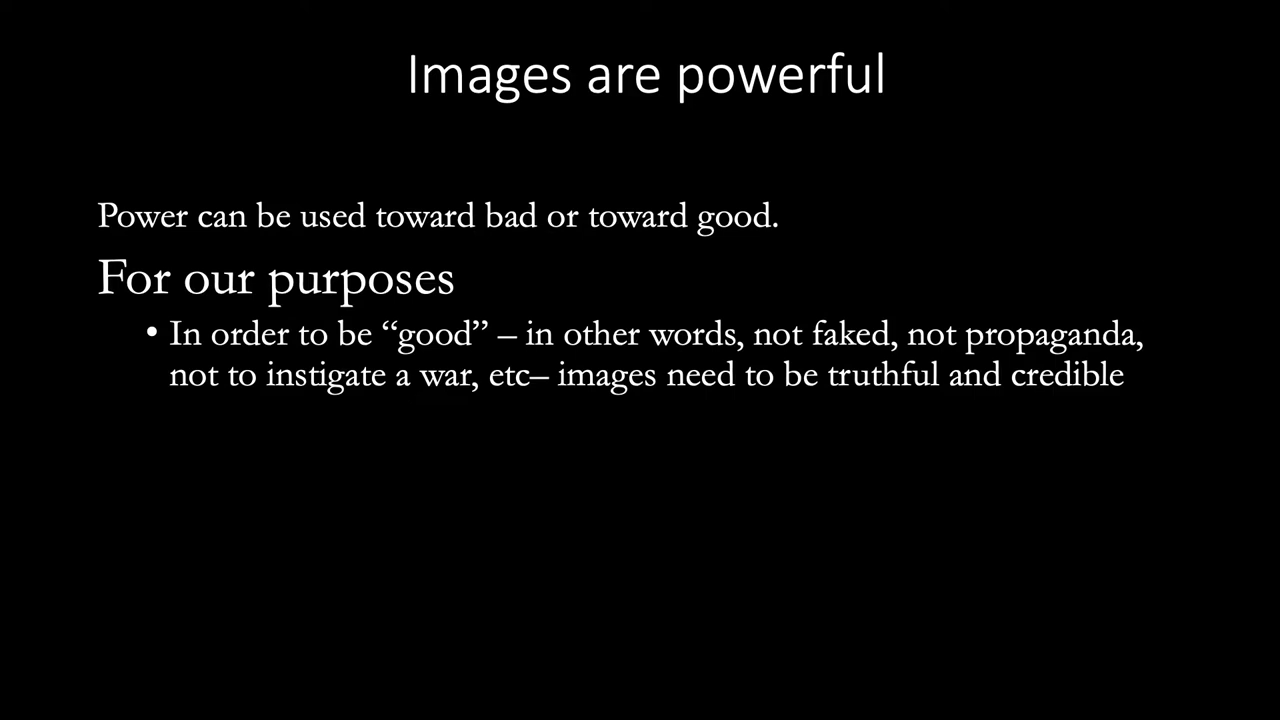 Images are powerful
Power can be used toward bad or toward good.
For our purposes
• In order to be “good” – in other words, not faked, not propaganda,
not to instigate a war, etc– images need to be truthful and credible